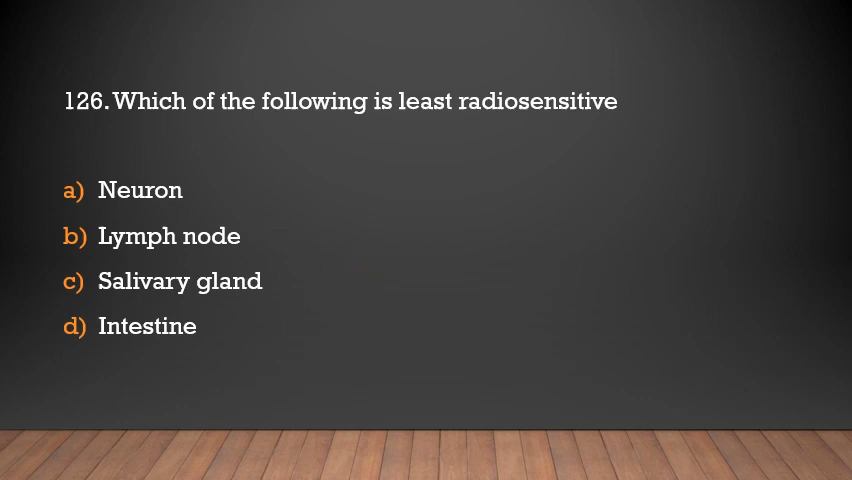 126. Which of the following is least radiosensitive
a) Neuron
b) Lymph node
c) Salivary gland
d) Intestine